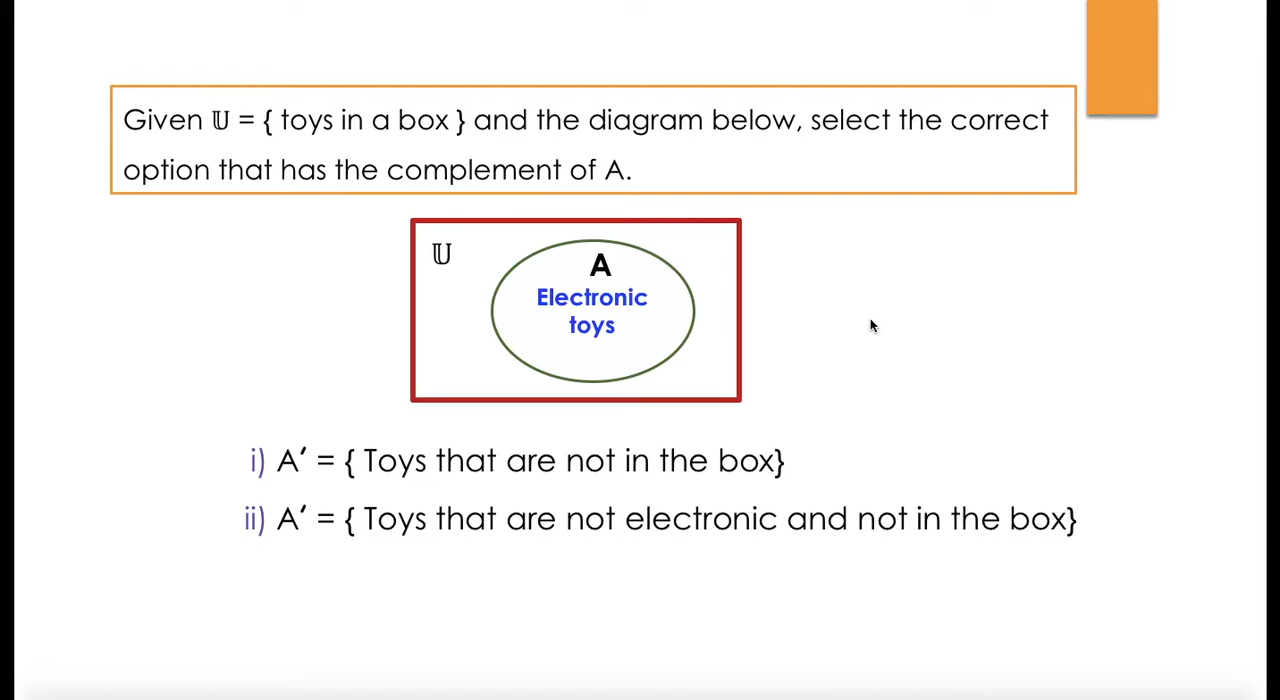 Given 𝕌 = { toys in a box } and the diagram below, select the correct
option that has the complement of A.
𝕌
A
Electronic
toys
i) A′ = { Toys that are not in the box}
ii) A′ = { Toys that are not electronic and not in the box}